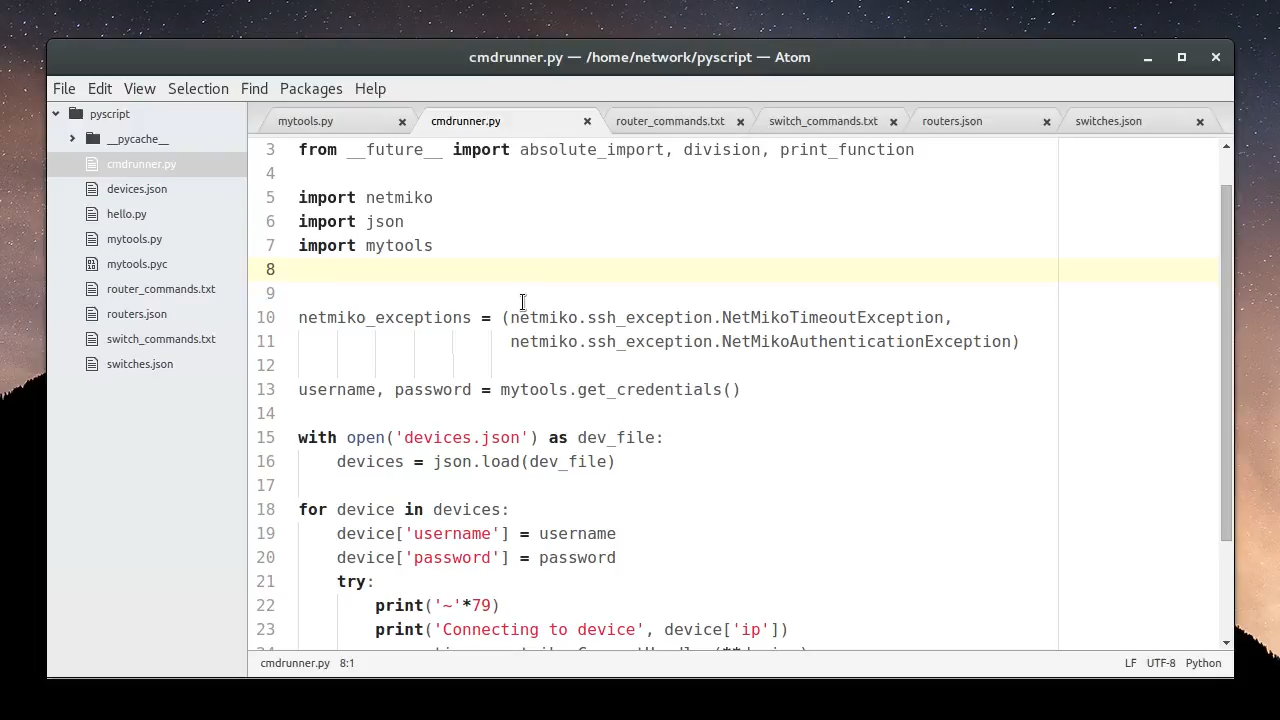 cmdrunner.py — /home/network/pyscript — Atom
File Edit View Selection Find Packages Help
pyscript
__pycache__
cmdrunner.py
devices.json
hello.py
mytools.py
mytools.pyc
router_commands.txt
routers.json
switch_commands.txt
switches.json
mytools.py cmdrunner.py router_commands.txt switch_commands.txt routers.json switches.json
3 from __future__ import absolute_import, division, print_function
4
5 import netmiko
6 import json
7 import mytools
8
9
10 netmiko_exceptions = (netmiko.ssh_exception.NetMikoTimeoutException,
11 netmiko.ssh_exception.NetMikoAuthenticationException)
12
13 username, password = mytools.get_credentials()
14
15 with open('devices.json') as dev_file:
16 devices = json.load(dev_file)
17
18 for device in devices:
19 device['username'] = username
20 device['password'] = password
21 try:
22 print('~'*79)
23 print('Connecting to device', device['ip'])
cmdrunner.py 8:1 LF UTF-8 Python